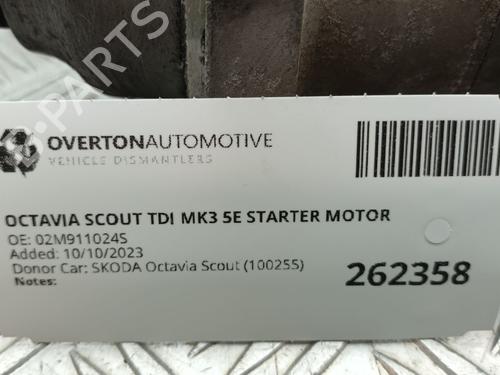 OVERTONAUTOMOTIVE
VEHICLE DISMANTLERS
OCTAVIA SCOUT TDI MK3 5E STARTER MOTOR
OE: 02M911024S
Added: 10/10/2023
Donor Car: SKODA Octavia Scout (100255)
Notes:
262358